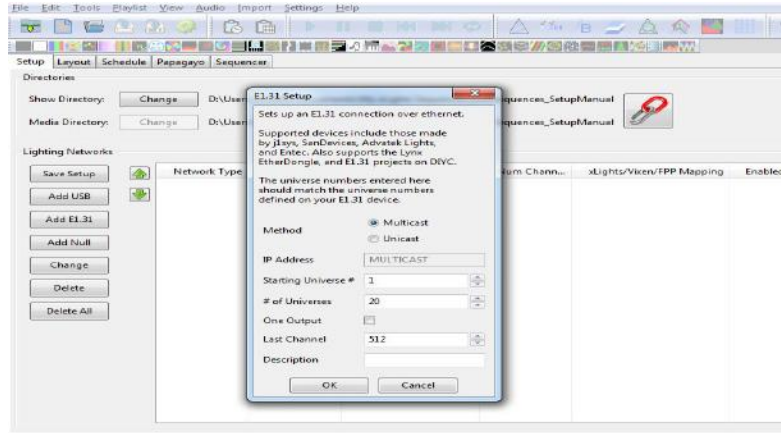 File Edit Tools Playlist View Audio Import Settings Help
Setup Layout Schedule Papagayo Sequencer
Directories
Show Directory: Change D:\User quences_SetupManual
Media Directory: Change D:\User quences_SetupManual
Lighting Networks
Save Setup
Add USB
Add E1.31
Add Null
Change
Delete
Delete All
Network Type
Num Chann... xLights/Vixen/FPP Mapping Enabled
E1.31 Setup
Sets up an E1.31 connection over ethernet.
Supported devices include those made
by j1sys, SanDevices, Advatek Lights,
and Entec. Also supports the Lynx
EtherDongle, and E1.31 projects on DIYC.
The universe numbers entered here
should match the universe numbers
defined on your E1.31 device.
Method
Multicast
Unicast
IP Address MULTICAST
Starting Universe # 1
# of Universes 20
One Output
Last Channel 512
Description
OK Cancel